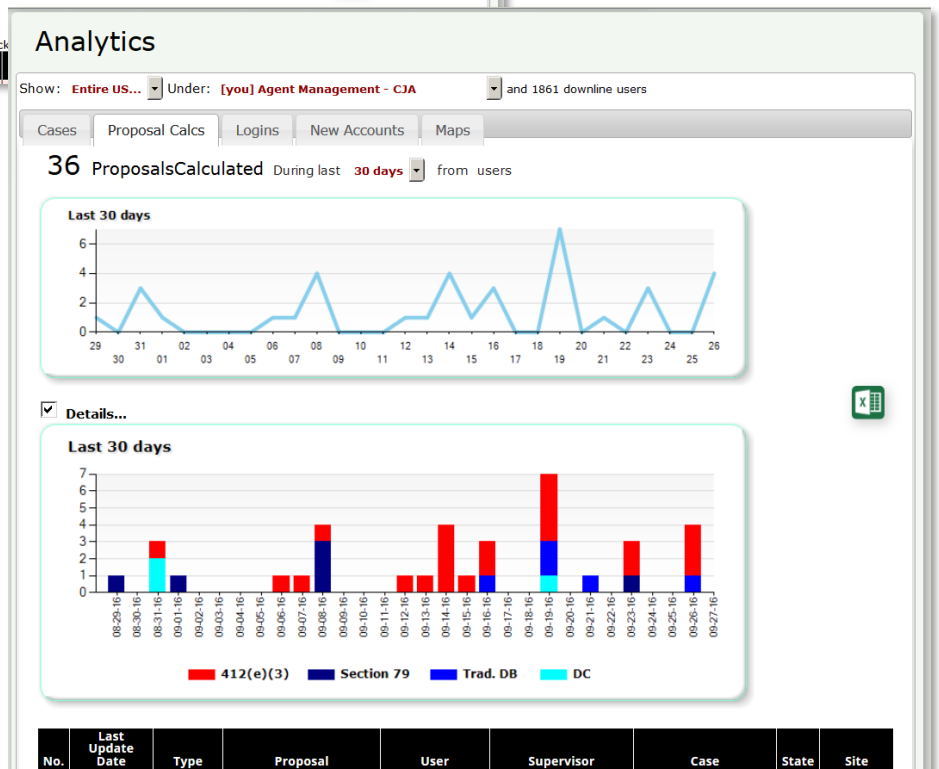 ck
Analytics
Show: Entire US... Under: [you] Agent Management - CJA and 1861 downline users
Cases Proposal Calcs Logins New Accounts Maps
36 ProposalsCalculated During last 30 days from users
Last 30 days
6
4
2
0
29 31 02 04 06 08 10 12 14 16 18 20 22 24 26
30 01 03 05 07 09 11 13 15 17 19 21 23 25
Details...
Last 30 days
7
6
5
4
3
2
1
0
08-29-16 08-30-16 08-31-16 09-01-16 09-02-16 09-03-16 09-04-16 09-05-16 09-06-16 09-07-16 09-08-16 09-09-16 09-10-16 09-11-16 09-12-16 09-13-16 09-14-16 09-15-16 09-16-16 09-17-16 09-18-16 09-19-16 09-20-16 09-21-16 09-22-16 09-23-16 09-24-16 09-25-16 09-26-16 09-27-16
412(e)(3) Section 79 Trad. DB DC
No. Last Update Date Type Proposal User Supervisor Case State Site